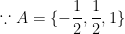 ∵ A = {-1/2, 1/2, 1}